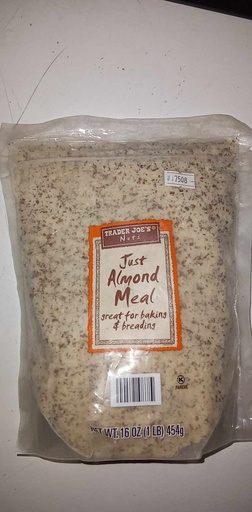 TRADER JOE'S
Nuts
Just
Almond
Meal
great for baking
& breading
K
NET WT. 16 OZ (1 LB) 454g